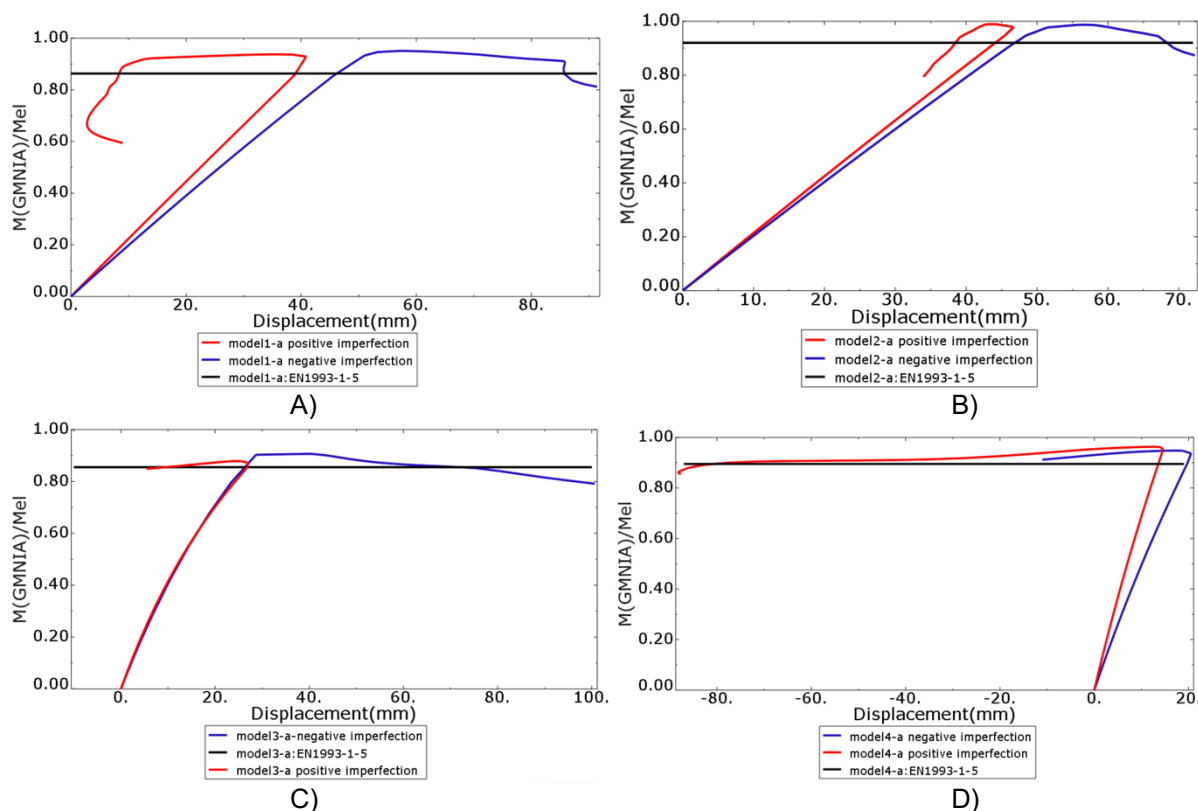 1.00
0.80
0.60
0.40
0.20
0.00
M(GMNIA)/Mel
0. 20. 40. 60. 80.
Displacement(mm)
model1-a positive imperfection
model1-a negative imperfection
model1-a:EN1993-1-5
A)
1.00
0.80
0.60
0.40
0.20
0.00
M(GMNIA)/Mel
0. 10. 20. 30. 40. 50. 60. 70.
Displacement(mm)
model2-a positive imperfection
model2-a negative imperfection
model2-a:EN1993-1-5
B)
1.00
0.80
0.60
0.40
0.20
0.00
M(GMNIA)/Mel
0. 20. 40. 60. 80. 100.
Displacement(mm)
model3-a-negative imperfection
model3-a:EN1993-1-5
model3-a positive imperfection
C)
1.00
0.80
0.60
0.40
0.20
0.00
M(GMNIA)/Mel
-80. -60. -40. -20. 0. 20.
Displacement(mm)
model4-a negative imperfection
model4-a positive imperfection
model4-a:EN1993-1-5
D)